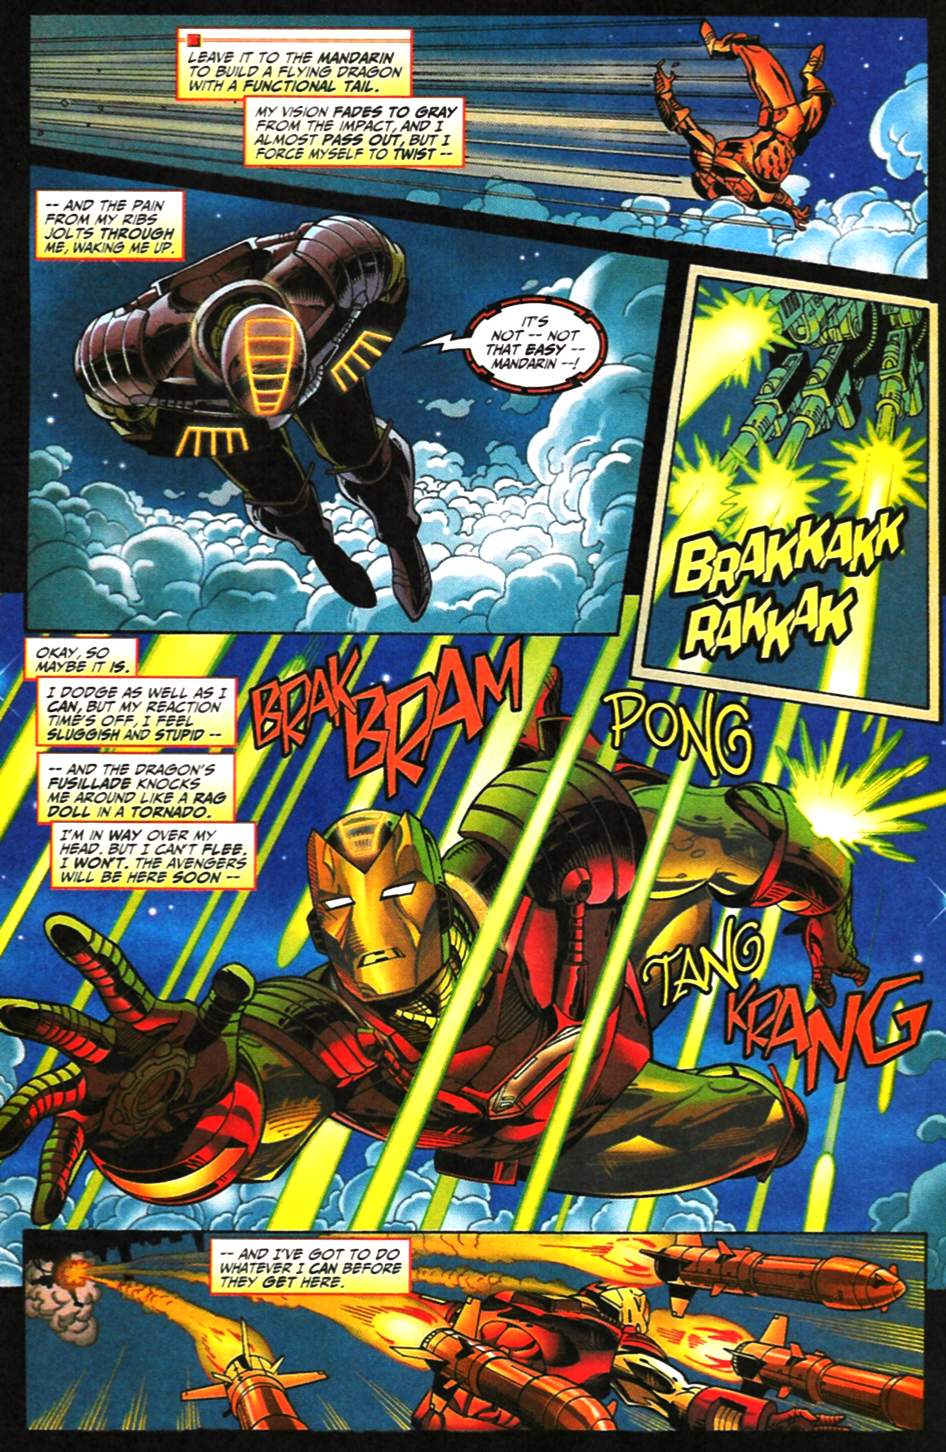 LEAVE IT TO THE MANDARIN
TO BUILD A FLYING DRAGON
WITH A FUNCTIONAL TAIL.
MY VISION FADES TO GRAY
FROM THE IMPACT, AND I
ALMOST PASS OUT, BUT I
FORCE MYSELF TO TWIST --
-- AND THE PAIN
FROM MY RIBS
JOLTS THROUGH
ME, WAKING ME UP.
IT'S
NOT -- NOT
THAT EASY --
MANDARIN --!
BRAKKAKK
RAKKAK
OKAY, SO
MAYBE IT IS.
I DODGE AS WELL AS I
CAN, BUT MY REACTION
TIME'S OFF, I FEEL
SLUGGISH AND STUPID --
-- AND THE DRAGON'S
FUSILLADE KNOCKS
ME AROUND LIKE A RAG
DOLL IN A TORNADO.
I'M IN WAY OVER MY
HEAD. BUT I CAN'T FLEE.
I WON'T. THE AVENGERS
WILL BE HERE SOON --
BRAK
BRAM
PONG
TANG
KRANG
-- AND I'VE GOT TO DO
WHATEVER I CAN BEFORE
THEY GET HERE.